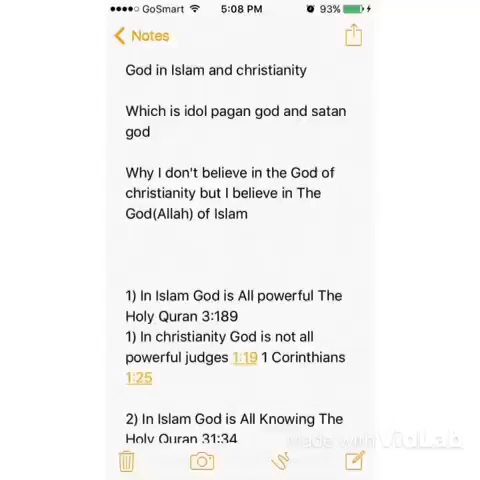 GoSmart 5:08 PM 93%
Notes
God in Islam and christianity
Which is idol pagan god and satan
god
Why I don't believe in the God of
christianity but I believe in The
God(Allah) of Islam
1) In Islam God is All powerful The
Holy Quran 3:189
1) In christianity God is not all
powerful judges 1:19 1 Corinthians
1:25
2) In Islam God is All Knowing The
Holy Quran 31:34
Made with VidLab